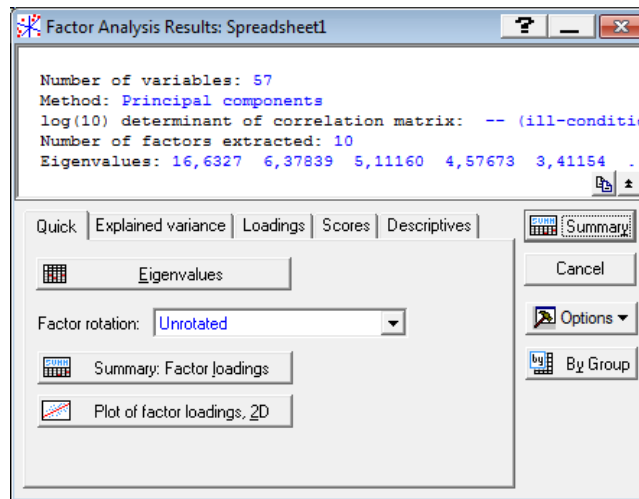 Factor Analysis Results: Spreadsheet1
Number of variables: 57
Method: Principal components
log(10) determinant of correlation matrix: -- (ill-conditio
Number of factors extracted: 10
Eigenvalues: 16,6327 6,37839 5,11160 4,57673 3,41154 .
Quick Explained variance Loadings Scores Descriptives
Summary
Eigenvalues
Cancel
Factor rotation: Unrotated
Options
Summary: Factor loadings
By Group
Plot of factor loadings, 2D